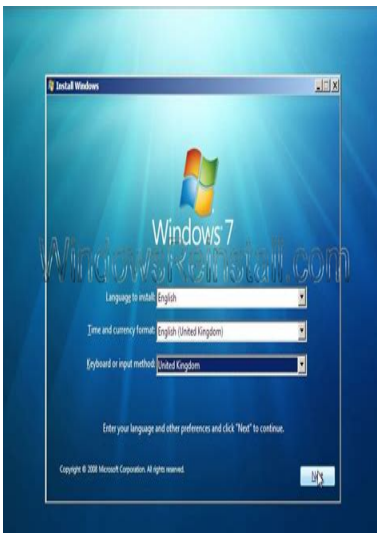 Install Windows
Windows 7
WindowsReinstall.com
Language to install: English
Time and currency format: English (United Kingdom)
Keyboard or input method: United Kingdom
Enter your language and other preferences and click "Next" to continue.
Copyright © 2008 Microsoft Corporation. All rights reserved.
Next